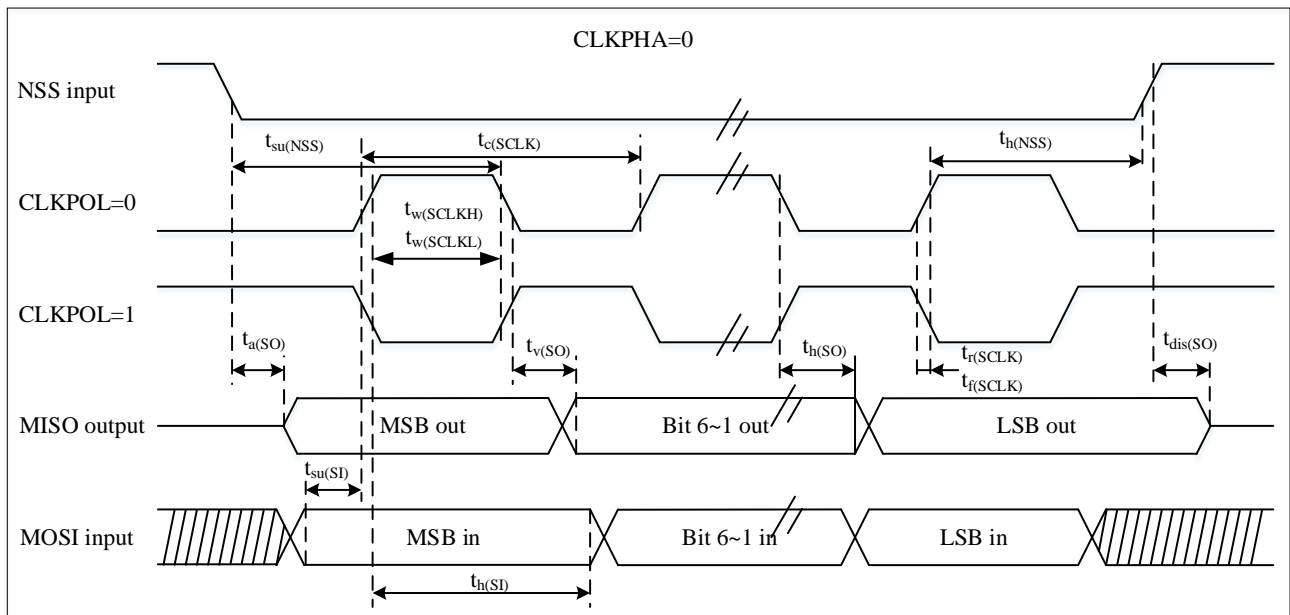 CLKPHA=0
NSS input
tsu(NSS)
tc(SCLK)
th(NSS)
CLKPOL=0
tw(SCLKH)
tw(SCLKL)
CLKPOL=1
ta(SO)
tv(SO)
th(SO)
tr(SCLK)
tf(SCLK)
tdis(SO)
MISO output
MSB out
Bit 6~1 out
LSB out
tsu(SI)
MOSI input
MSB in
Bit 6~1 in
LSB in
th(SI)